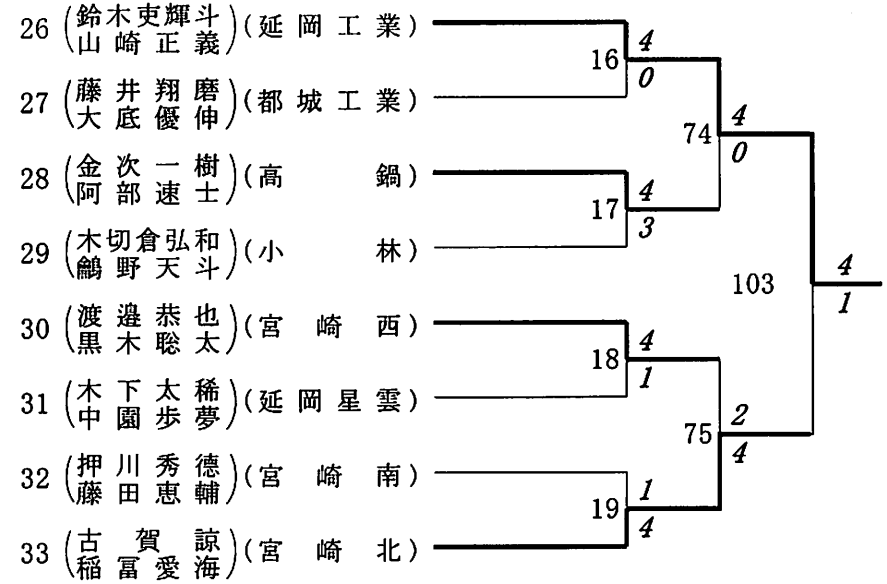 26 (鈴木吏輝斗 山崎正義) (延岡工業)
16 4 0
27 (藤井翔磨 大底優伸) (都城工業)
74 4 0
28 (金次一樹 阿部速士) (高鍋)
17 4 3
29 (木切倉弘和 鸙野天斗) (小林)
103 4 1
30 (渡邉恭也 黒木聡太) (宮崎西)
18 4 1
31 (木下太稀 中園歩夢) (延岡星雲)
75 2 4
32 (押川秀徳 藤田恵輔) (宮崎南)
19 1 4
33 (古賀諒 稲冨愛海) (宮崎北)